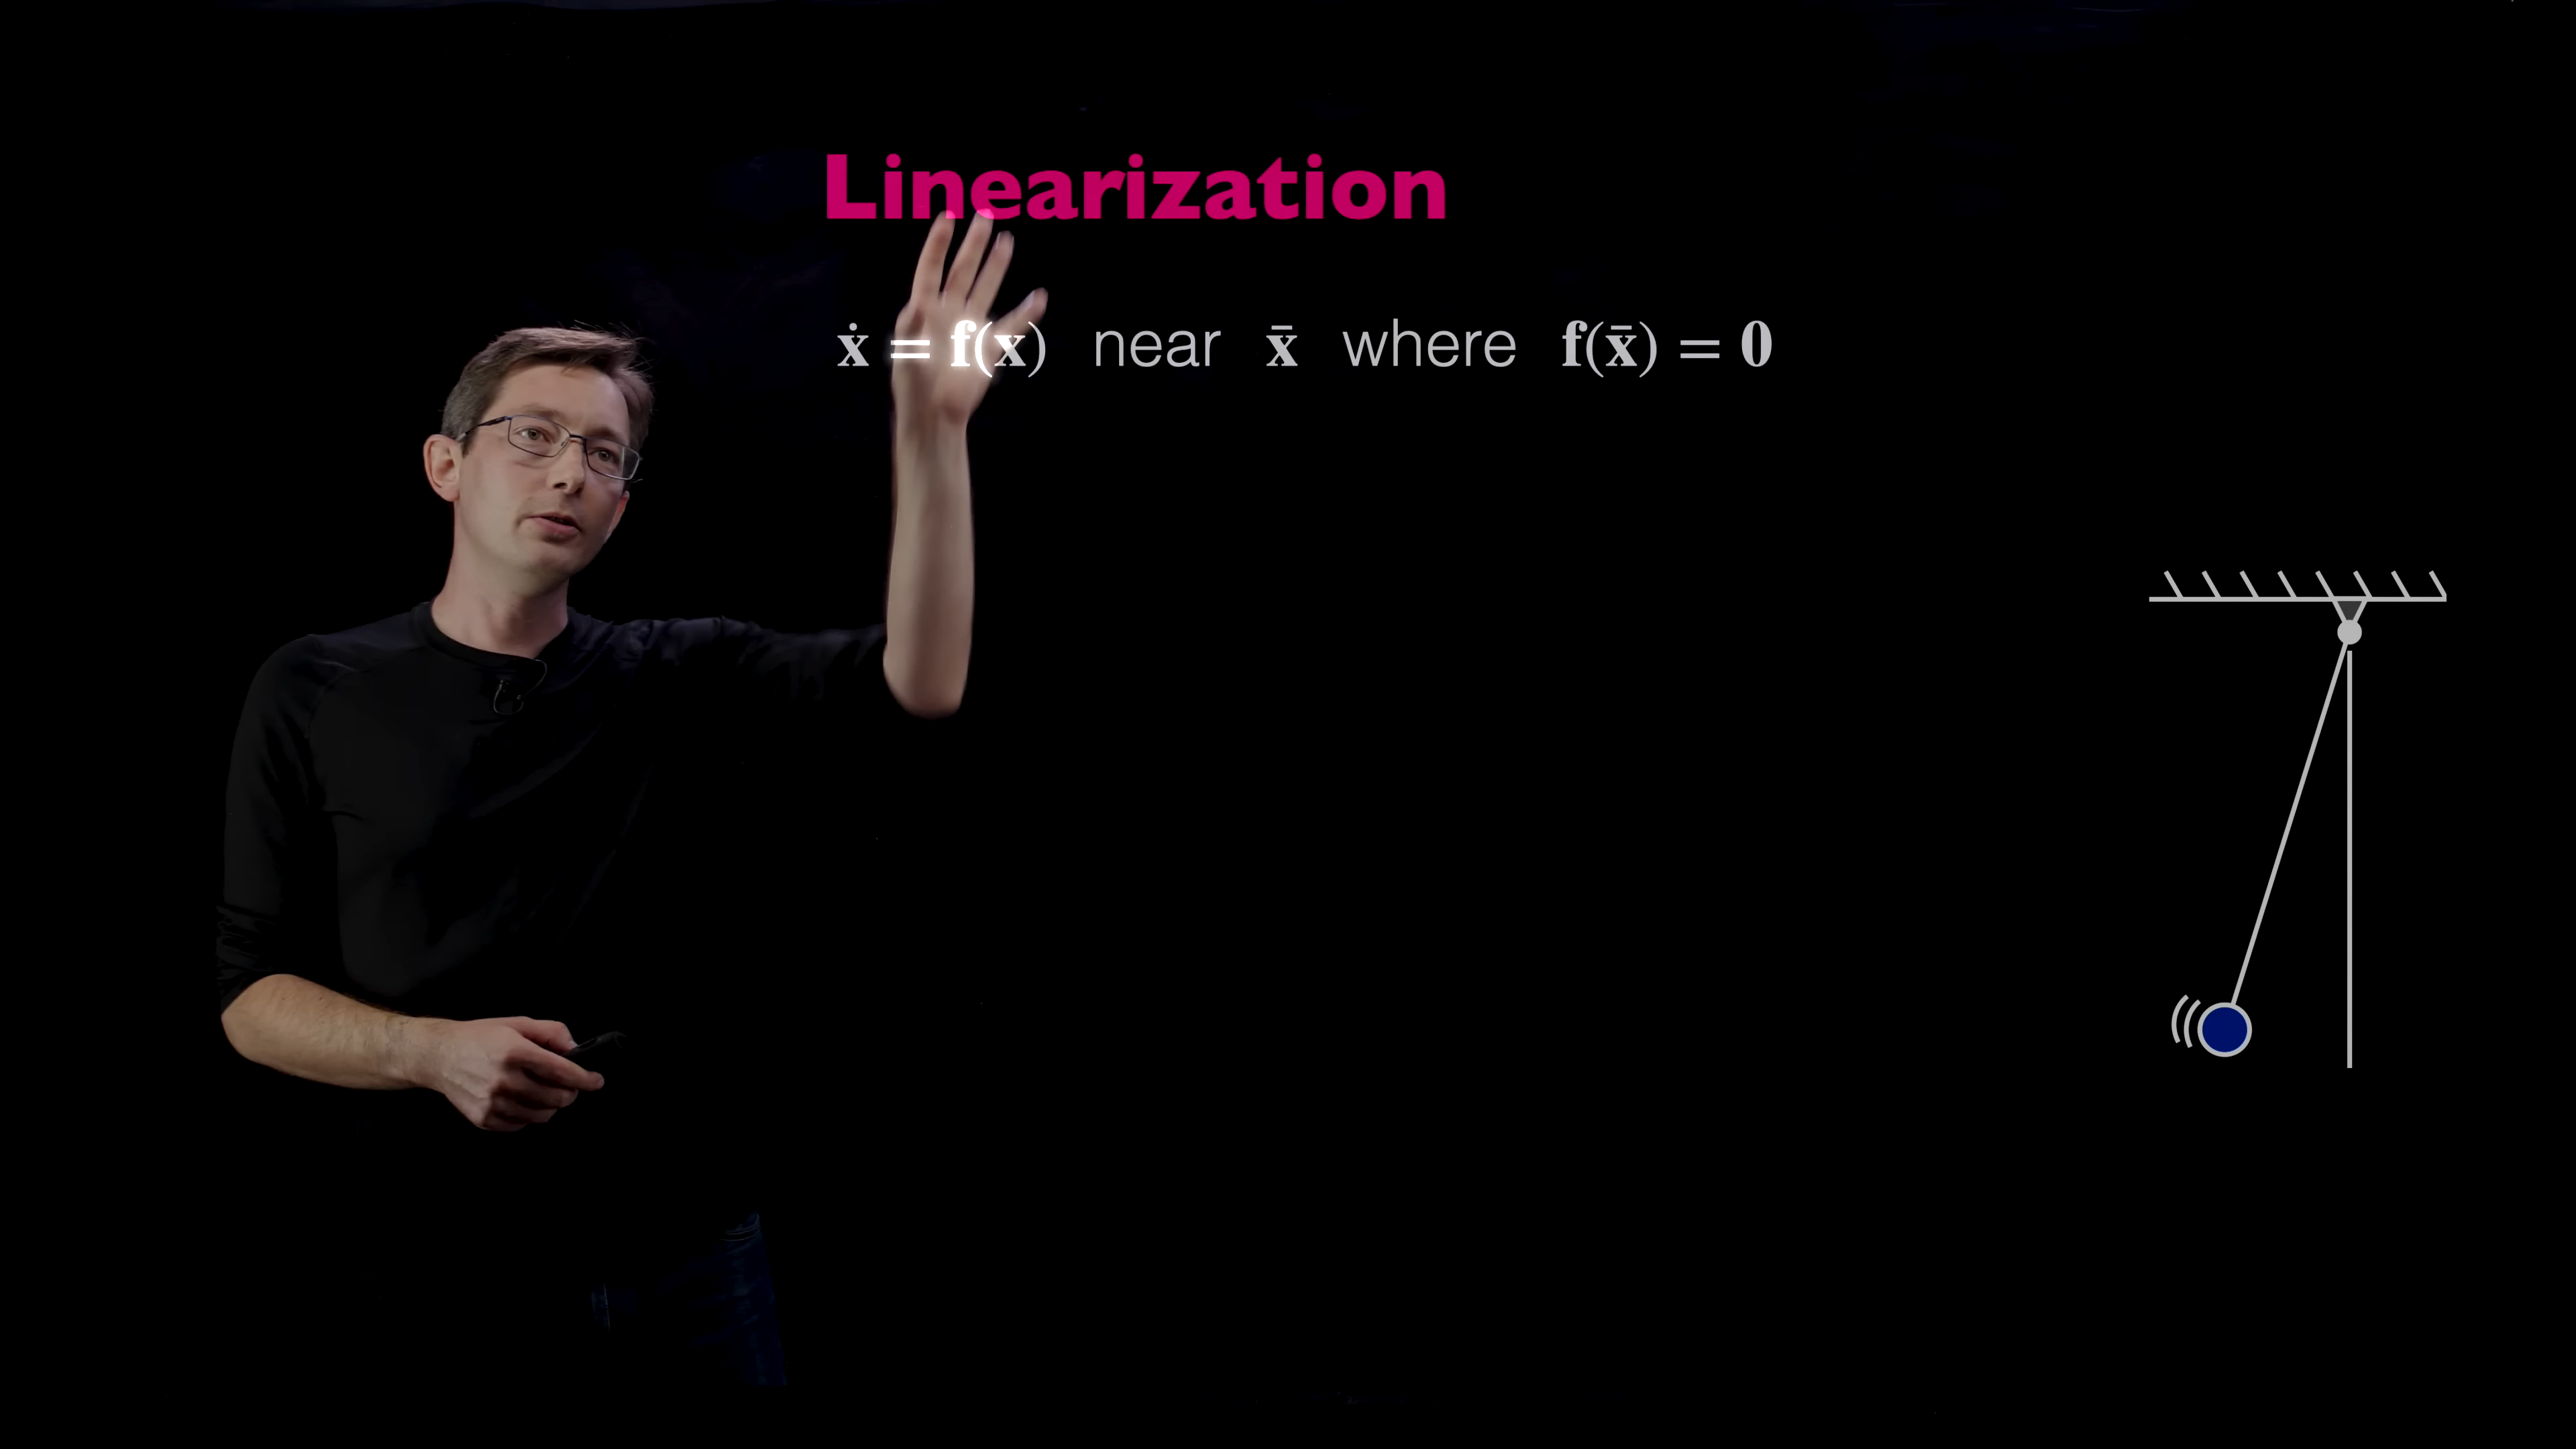 Linearization
ẋ = f(x) near x̄ where f(x̄) = 0